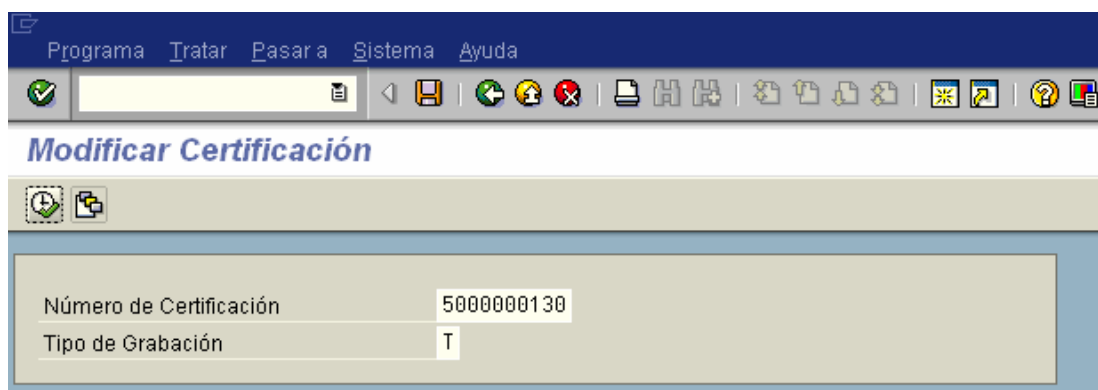 Programa Tratar Pasar a Sistema Ayuda
Modificar Certificación
Número de Certificación 5000000130
Tipo de Grabación T